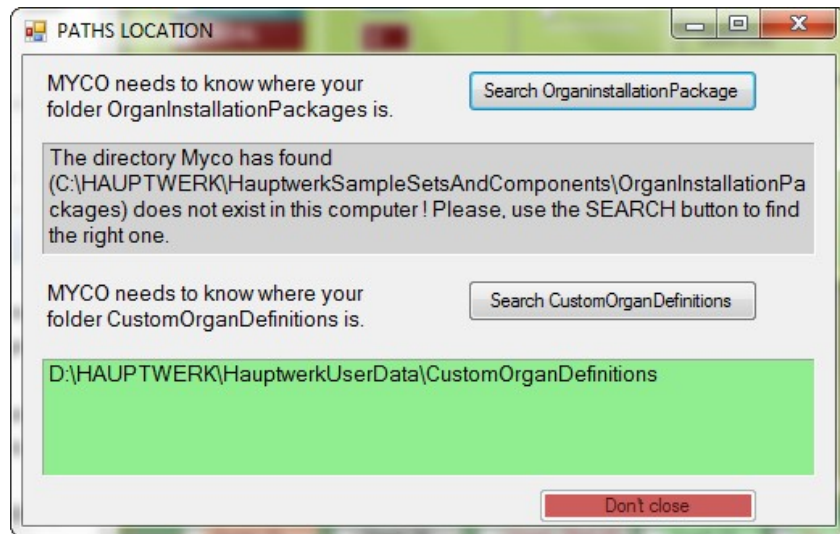 PATHS LOCATION
MYCO needs to know where your
folder OrganInstallationPackages is.
Search OrganinstallationPackage
The directory Myco has found
(C:\HAUPTWERK\HauptwerkSampleSetsAndComponents\OrganInstallationPa
ckages) does not exist in this computer ! Please, use the SEARCH button to find
the right one.
MYCO needs to know where your
folder CustomOrganDefinitions is.
Search CustomOrganDefinitions
D:\HAUPTWERK\HauptwerkUserData\CustomOrganDefinitions
Don't close